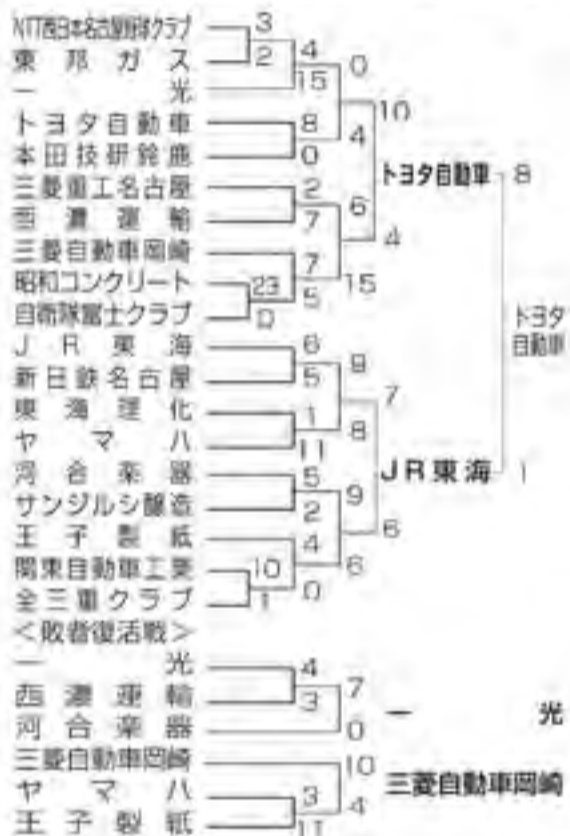 NTT西日本名古屋野球クラブ 3
東邦ガス 2 4 0
一光 15 10
トヨタ自動車 8 4
本田技研鈴鹿 0
トヨタ自動車 8
三菱重工名古屋 2 6
西濃運輸 7 4
三菱自動車岡崎 7 15
昭和コンクリート 23 5
自衛隊富士クラブ 0
トヨタ自動車
JR東海 6 9
新日鉄名古屋 5 7
東海理化 1 8
ヤマハ 11
JR東海 1
河合楽器 5 9
サンジルシ醸造 2 6
王子製紙 4 6
関東自動車工業 10 0
全三重クラブ 1
<敗者復活戦>
一光 4 7
西濃運輸 3
河合楽器 0
一光
三菱自動車岡崎 10
三菱自動車岡崎
ヤマハ 3 4
王子製紙 11